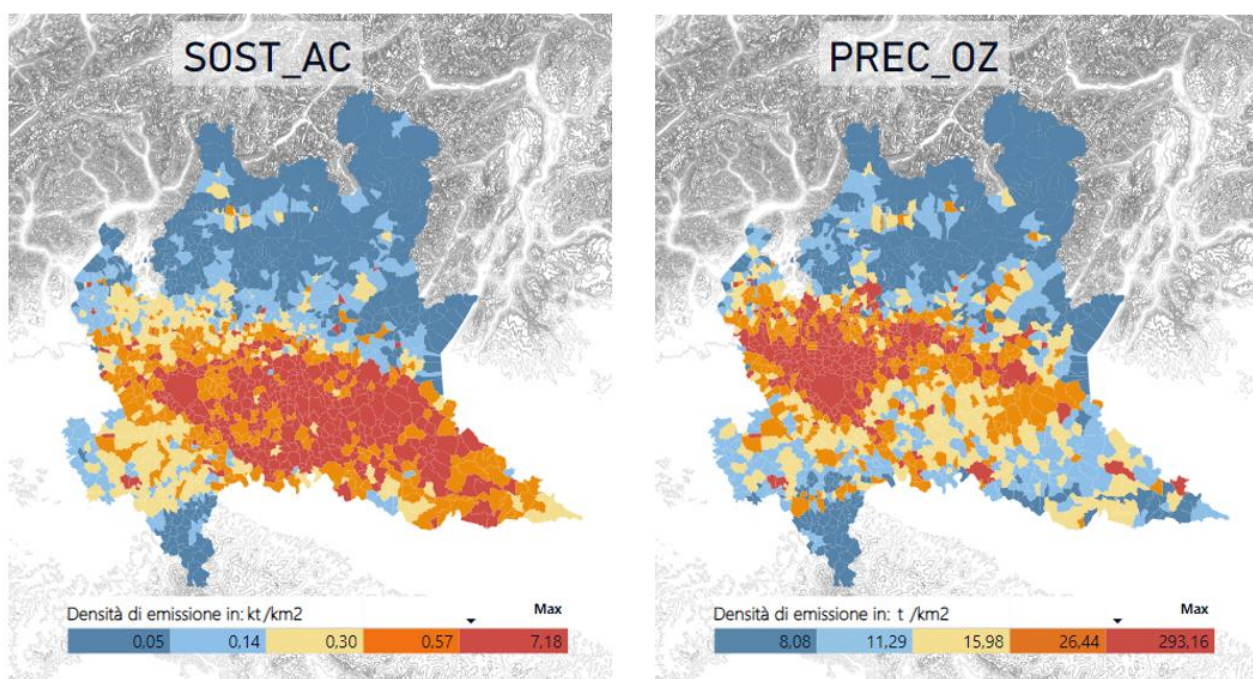 SOST_AC
Densità di emissione in: kt/km2 Max
0,05 0,14 0,30 0,57 7,18
PREC_OZ
Densità di emissione in: t /km2 Max
8,08 11,29 15,98 26,44 293,16